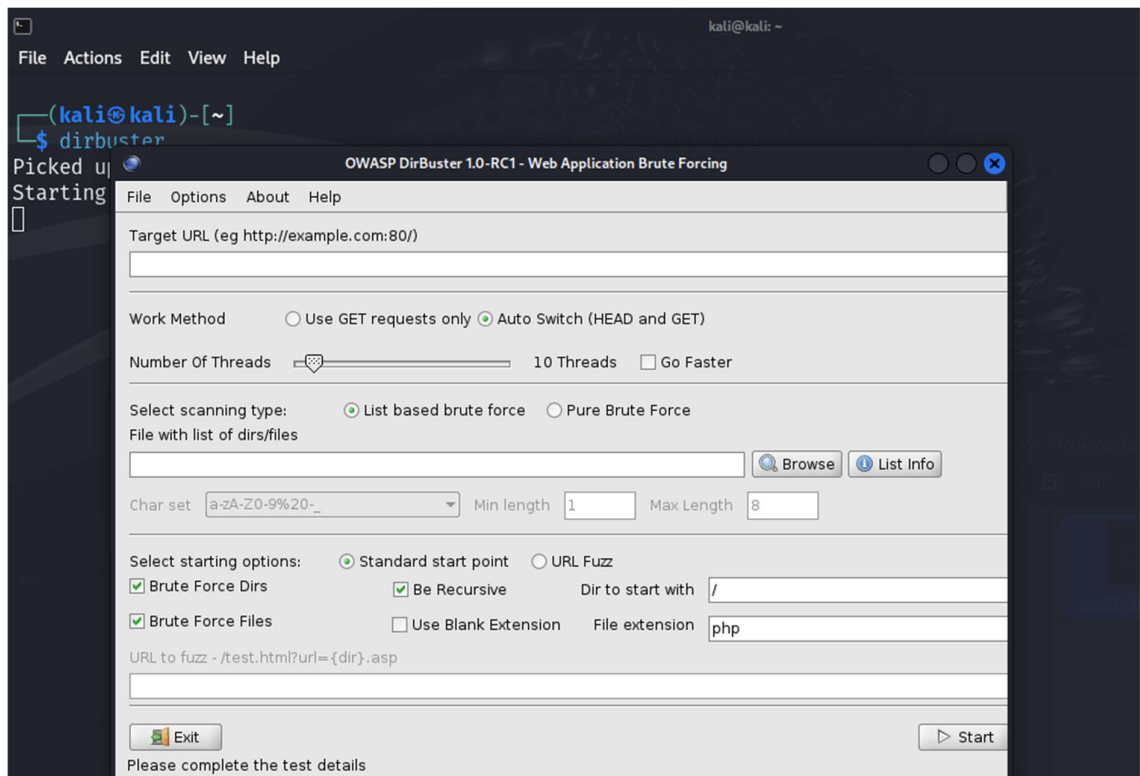 kali@kali: ~
File Actions Edit View Help
(kali㉿kali)-[~]
$ dirbuster
Picked
Starting
OWASP DirBuster 1.0-RC1 - Web Application Brute Forcing
File Options About Help
Target URL (eg http://example.com:80/)
Work Method Use GET requests only Auto Switch (HEAD and GET)
Number Of Threads 10 Threads Go Faster
Select scanning type: List based brute force Pure Brute Force
File with list of dirs/files
Browse List Info
Char set a-zA-Z0-9%20-_ Min length 1 Max Length 8
Select starting options: Standard start point URL Fuzz
Brute Force Dirs Be Recursive Dir to start with /
Brute Force Files Use Blank Extension File extension php
URL to fuzz - /test.html?url={dir}.asp
Exit Start
Please complete the test details